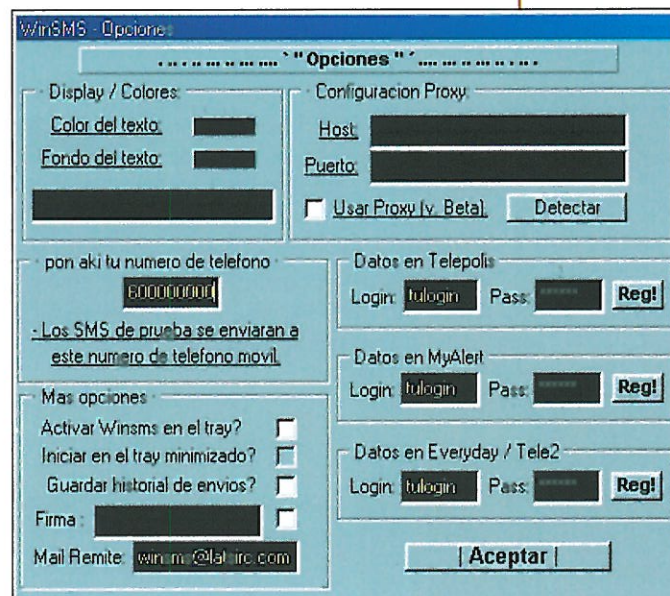 WinSMS - Opciones
. .. . .. ... .. ... .... ` " Opciones " ´ .... ... .. ... .. . .. .
Display / Colores:
Color del texto:
Fondo del texto:
Configuracion Proxy:
Host:
Puerto:
Usar Proxy (v. Beta).
Detectar
pon aki tu numero de telefono
600000000
- Los SMS de prueba se enviaran a
este numero de telefono movil.
Mas opciones
Activar Winsms en el tray?
Iniciar en el tray minimizado?
Guardar historial de envios?
Firma :
Mail Remite:
Datos en Telepolis
Login: tulogin Pass: ****** Reg!
Datos en MyAlert
Login: tulogin Pass: ****** Reg!
Datos en Everyday / Tele2
Login: tulogin Pass: ****** Reg!
| Aceptar |